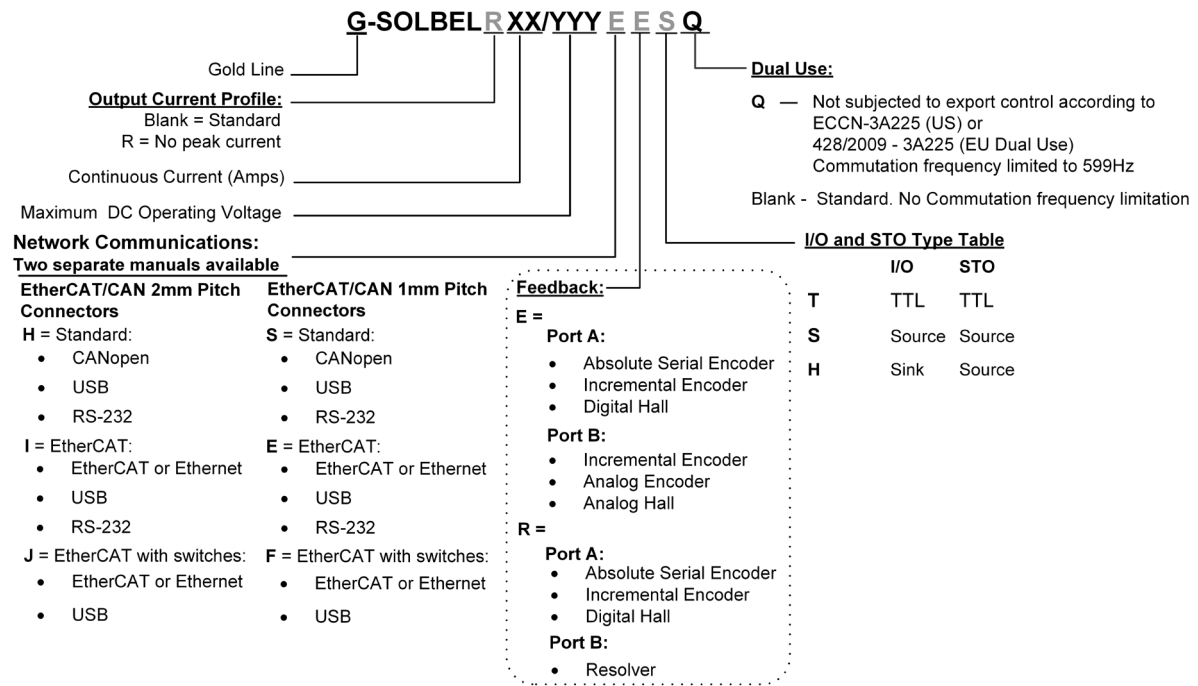 G-SOLBELRXX/YYY E E S Q
Gold Line
Output Current Profile:
Blank = Standard
R = No peak current
Continuous Current (Amps)
Maximum DC Operating Voltage
Network Communications:
Two separate manuals available
EtherCAT/CAN 2mm Pitch
Connectors
H = Standard:
• CANopen
• USB
• RS-232
I = EtherCAT:
• EtherCAT or Ethernet
• USB
• RS-232
J = EtherCAT with switches:
• EtherCAT or Ethernet
• USB
EtherCAT/CAN 1mm Pitch
Connectors
S = Standard:
• CANopen
• USB
• RS-232
E = EtherCAT:
• EtherCAT or Ethernet
• USB
• RS-232
F = EtherCAT with switches:
• EtherCAT or Ethernet
• USB
Feedback:
E =
Port A:
• Absolute Serial Encoder
• Incremental Encoder
• Digital Hall
Port B:
• Incremental Encoder
• Analog Encoder
• Analog Hall
R =
Port A:
• Absolute Serial Encoder
• Incremental Encoder
• Digital Hall
Port B:
• Resolver
Dual Use:
Q — Not subjected to export control according to
ECCN-3A225 (US) or
428/2009 - 3A225 (EU Dual Use)
Commutation frequency limited to 599Hz
Blank - Standard. No Commutation frequency limitation
I/O and STO Type Table
I/O STO
T TTL TTL
S Source Source
H Sink Source